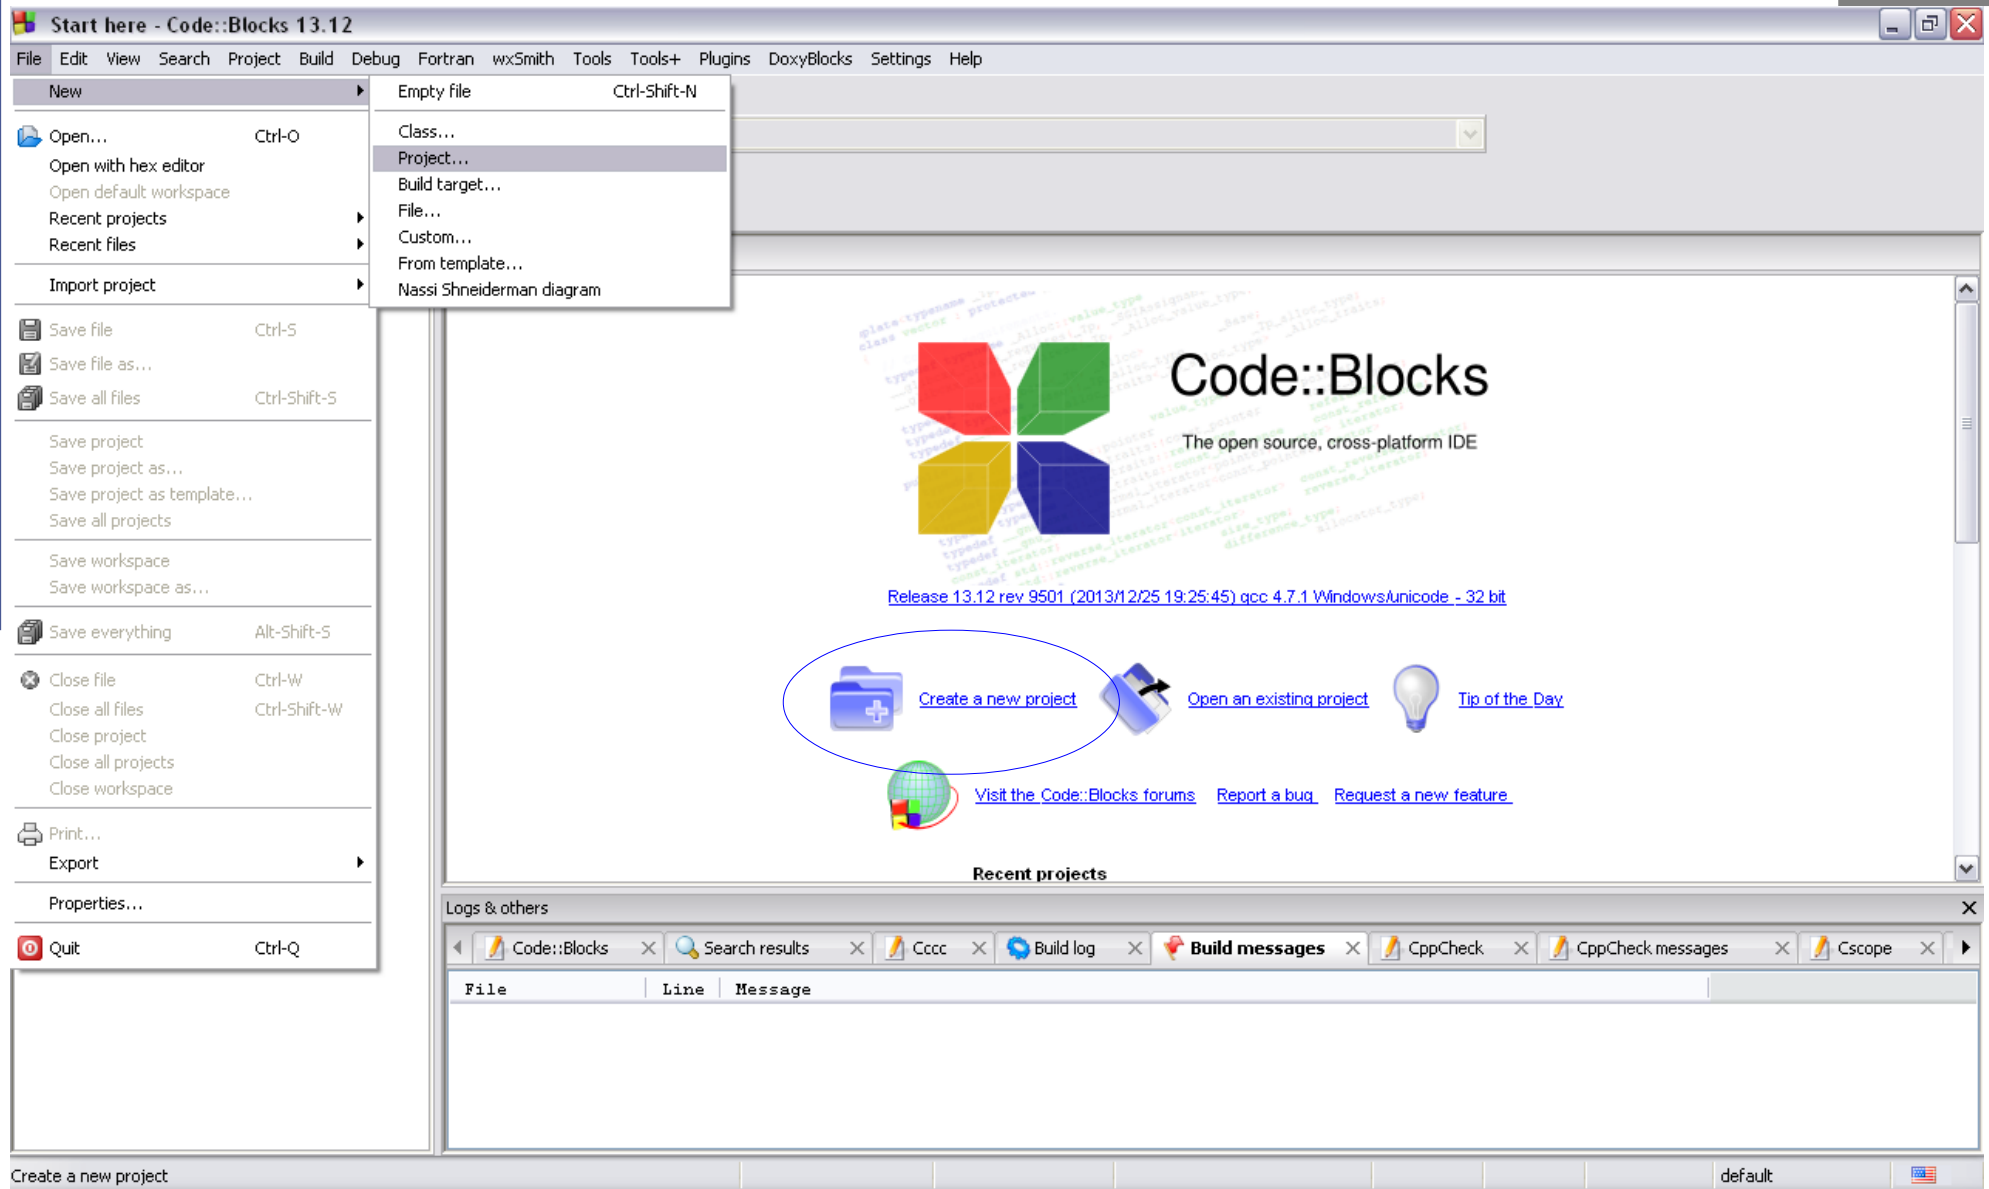 Start here - Code::Blocks 13.12
File Edit View Search Project Build Debug Fortran wxSmith Tools Tools+ Plugins DoxyBlocks Settings Help
New
Open... Ctrl-O
Open with hex editor
Open default workspace
Recent projects
Recent files
Import project
Save file Ctrl-S
Save file as...
Save all files Ctrl-Shift-S
Save project
Save project as...
Save project as template...
Save all projects
Save workspace
Save workspace as...
Save everything Alt-Shift-S
Close file Ctrl-W
Close all files Ctrl-Shift-W
Close project
Close all projects
Close workspace
Print...
Export
Properties...
Quit Ctrl-Q
Empty file Ctrl-Shift-N
Class...
Project...
Build target...
File...
Custom...
From template...
Nassi Shneiderman diagram
Code::Blocks
The open source, cross-platform IDE
Release 13.12 rev 9501 (2013/12/25 19:25:45) gcc 4.7.1 Windows/unicode - 32 bit
Create a new project Open an existing project Tip of the Day
Visit the Code::Blocks forums Report a bug Request a new feature
Recent projects
Logs & others
Code::Blocks Search results Cccc Build log Build messages CppCheck CppCheck messages Cscope
File Line Message
Create a new project default